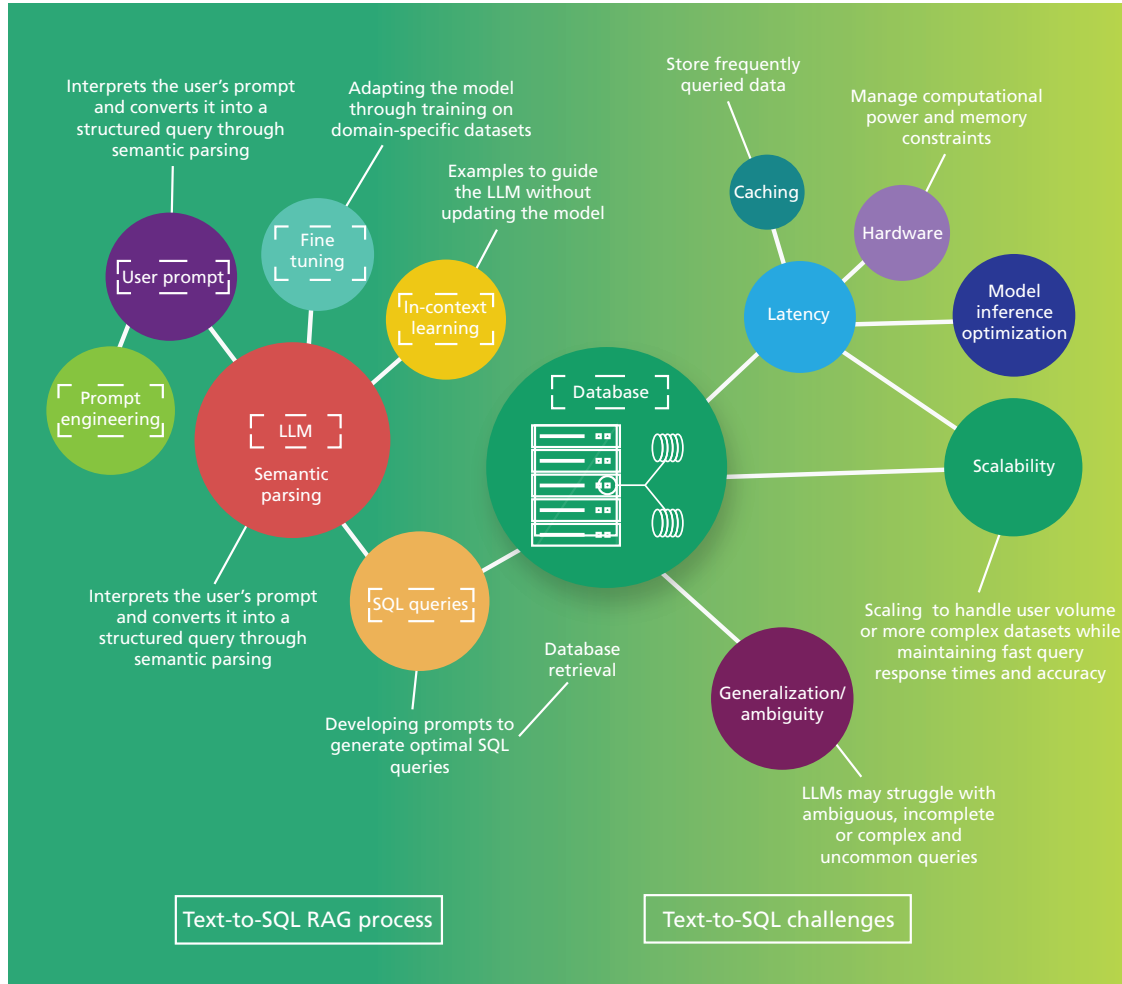 Interprets the user's prompt
and converts it into a
structured query through
semantic parsing
Adapting the model
through training on
domain-specific datasets
Examples to guide
the LLM without
updating the model
User prompt
Fine
tuning
In-context
learning
Prompt
engineering
LLM
Semantic
parsing
Interprets the user's prompt
and converts it into a
structured query through
semantic parsing
SQL queries
Developing prompts to
generate optimal SQL
queries
Database
retrieval
Database
Store frequently
queried data
Manage computational
power and memory
constraints
Caching
Hardware
Latency
Model
inference
optimization
Scalability
Scaling to handle user volume
or more complex datasets while
maintaining fast query
response times and accuracy
Generalization/
ambiguity
LLMs may struggle with
ambiguous, incomplete
or complex and
uncommon queries
Text-to-SQL RAG process
Text-to-SQL challenges